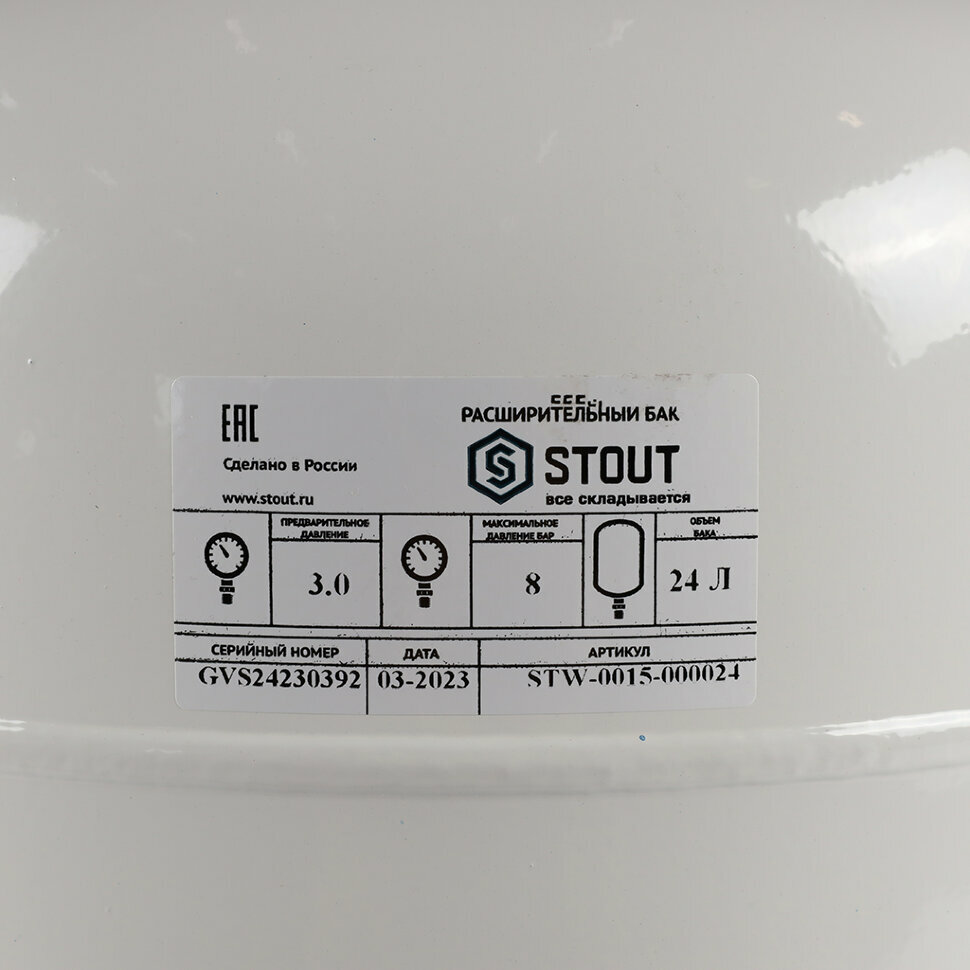 EAC
Сделано в России
www.stout.ru
РАСШИРИТЕЛЬНЫЙ БАК
STOUT
все складывается
ПРЕДВАРИТЕЛЬНОЕ
ДАВЛЕНИЕ
3.0
МАКСИМАЛЬНОЕ
ДАВЛЕНИЕ БАР
8
ОБЪЕМ
БАКА
24 Л
СЕРИЙНЫЙ НОМЕР
GVS24230392
ДАТА
03-2023
АРТИКУЛ
STW-0015-000024